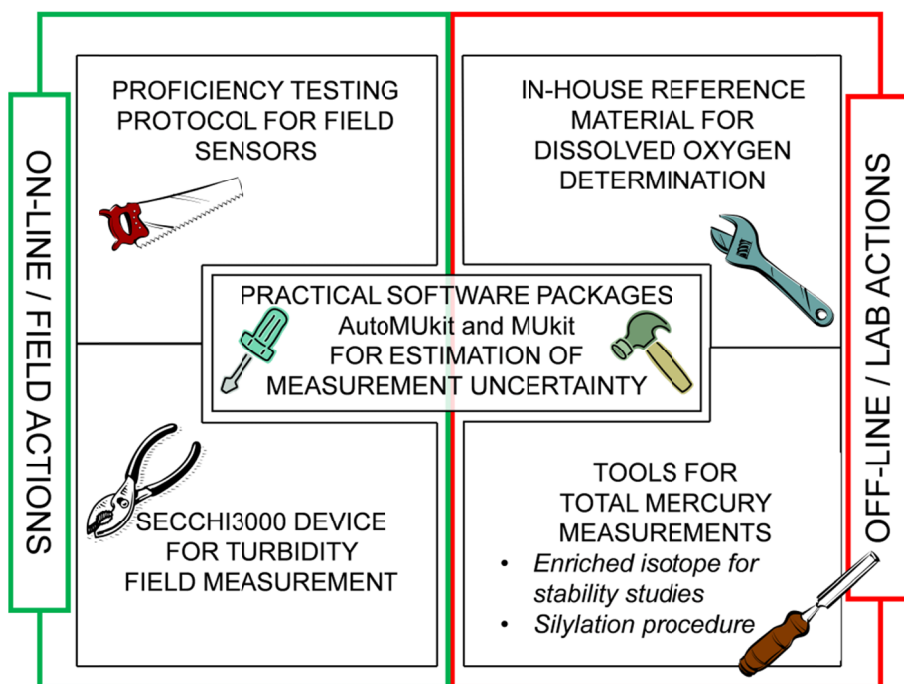 ON-LINE / FIELD ACTIONS
PROFICIENCY TESTING
PROTOCOL FOR FIELD
SENSORS
IN-HOUSE REFERENCE
MATERIAL FOR
DISSOLVED OXYGEN
DETERMINATION
PRACTICAL SOFTWARE PACKAGES
AutoMUkit and MUkit
FOR ESTIMATION OF
MEASUREMENT UNCERTAINTY
SECCHI3000 DEVICE
FOR TURBIDITY
FIELD MEASUREMENT
TOOLS FOR
TOTAL MERCURY
MEASUREMENTS
• Enriched isotope for
stability studies
• Silylation procedure
OFF-LINE / LAB ACTIONS